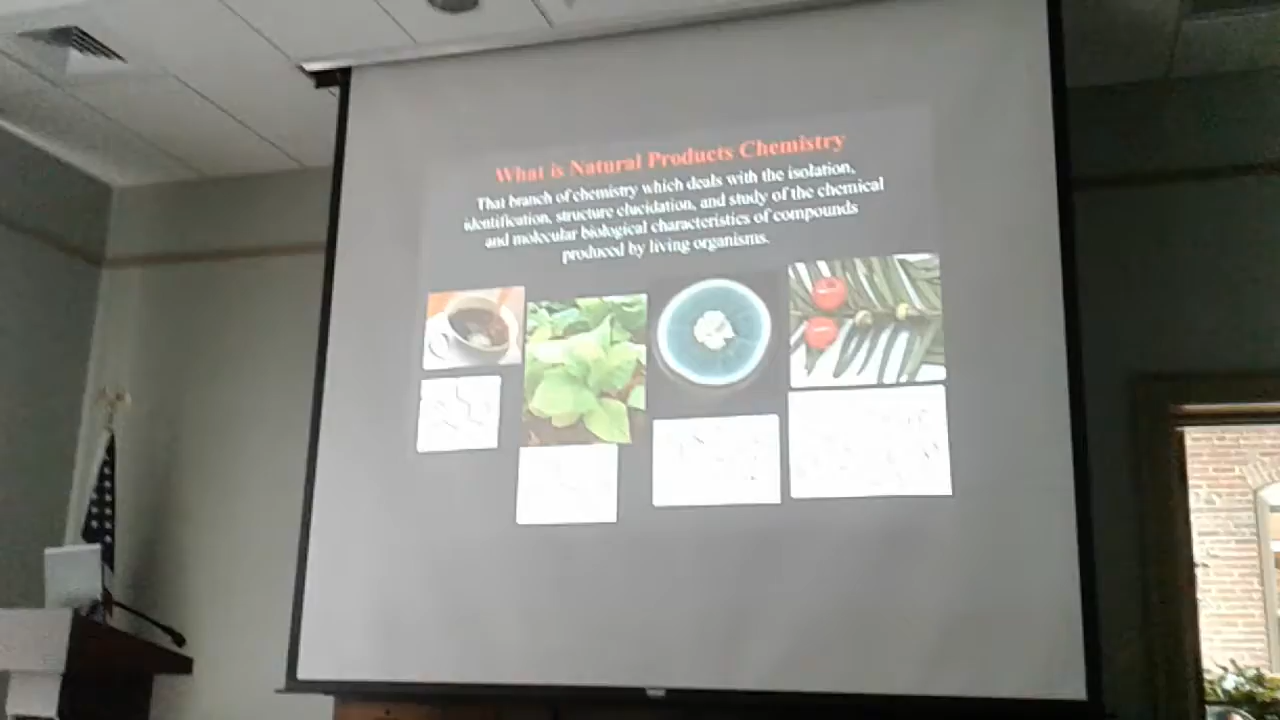 What is Natural Products Chemistry
That branch of chemistry which deals with the isolation,
identification, structure elucidation, and study of the chemical
and molecular biological characteristics of compounds
produced by living organisms.